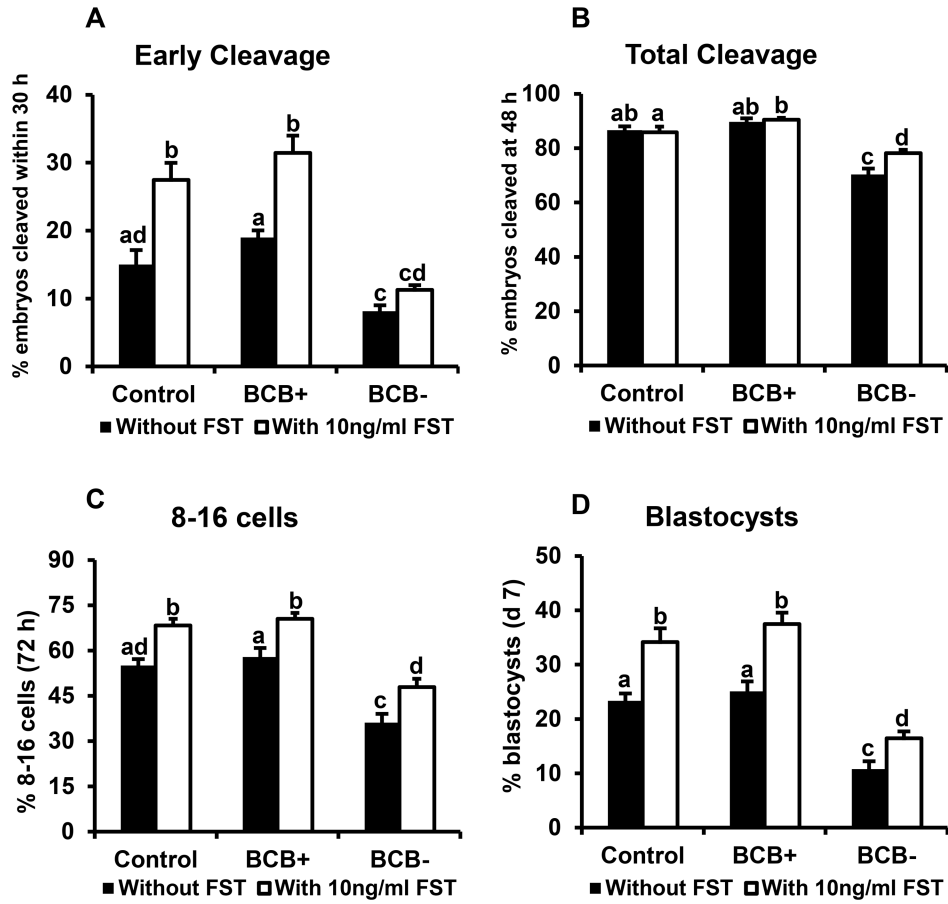 A
Early Cleavage
% embryos cleaved within 30 h
40
30
20
10
0
ad
b
a
b
c
cd
Control BCB+ BCB-
Without FST With 10ng/ml FST
B
Total Cleavage
% embryos cleaved at 48 h
100
80
60
40
20
0
ab
a
ab
b
c
d
Control BCB+ BCB-
Without FST With 10ng/ml FST
C
8-16 cells
% 8-16 cells (72 h)
90
75
60
45
30
15
0
ad
b
a
b
c
d
Control BCB+ BCB-
Without FST With 10ng/ml FST
D
Blastocysts
% blastocysts (d 7)
50
40
30
20
10
0
a
b
a
b
c
d
Control BCB+ BCB-
Without FST With 10ng/ml FST